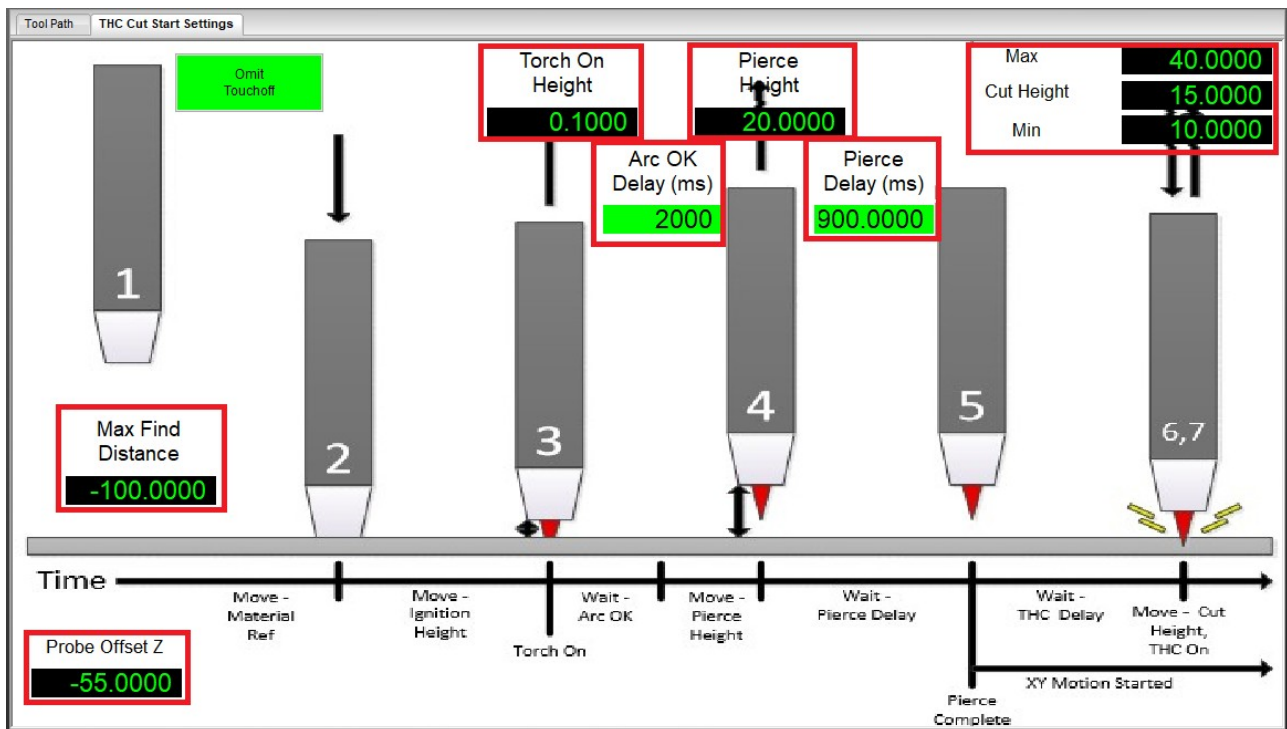 Tool Path
THC Cut Start Settings
Omit
Touchoff
Torch On
Height
0.1000
Pierce
Height
20.0000
Max
40.0000
Cut Height
15.0000
Min
10.0000
Arc OK
Delay (ms)
2000
Pierce
Delay (ms)
900.0000
1
2
3
4
5
6,7
Max Find
Distance
-100.0000
Time
Move -
Material
Ref
Move -
Ignition
Height
Torch On
Wait -
Arc OK
Move -
Pierce
Height
Wait -
Pierce Delay
Wait -
THC Delay
Move - Cut
Height,
THC On
XY Motion Started
Pierce
Complete
Probe Offset Z
-55.0000